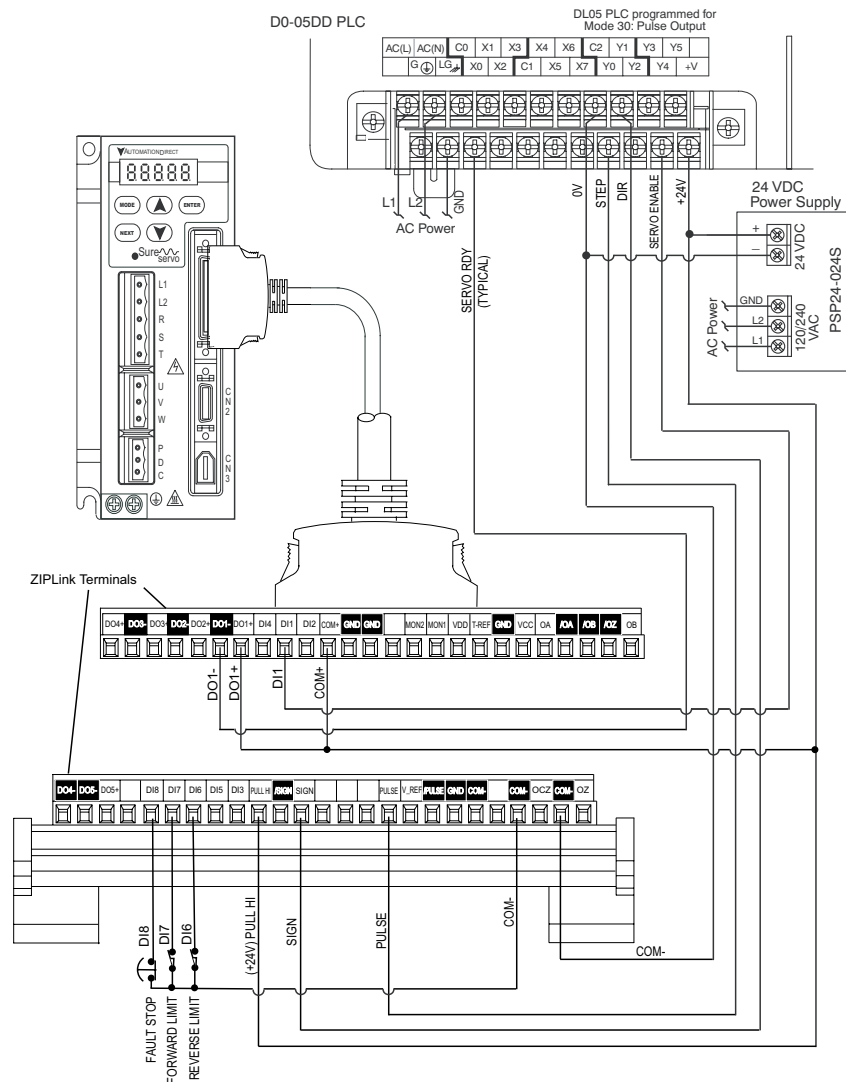 D0-05DD PLC
DL05 PLC programmed for
Mode 30: Pulse Output
AC(L) AC(N) C0 X1 X3 X4 X6 C2 Y1 Y3 Y5
G LG X0 X2 C1 X5 X7 Y0 Y2 Y4 +V
AUTOMATIONDIRECT
88888
MODE ENTER
NEXT
Sure
servo
L1
L2
R
S
T
U
V
W
P
D
C
CN2
CN3
L1
L2
GND
AC Power
SERVO RDY
(TYPICAL)
0V
STEP
DIR
SERVO ENABLE
+24V
24 VDC
Power Supply
+
–
24 VDC
GND
L2
L1
AC Power
120/240
VAC
PSP24-024S
ZIPLink Terminals
DO4+ DO3- DO3+ DO2- DO2+ DO1- DO1+ DI4 DI1 DI2 COM+ GND GND MON2 MON1 VDD T-REF GND VCC OA /OA /OB /OZ OB
DO1-
DO1+
DI1
COM+
DO4- DO5- DO5+ DI8 DI7 DI6 DI5 DI3 PULL HI /SIGN SIGN PULSE V_REF /PULSE GND COM- COM- OCZ COM- OZ
DI8
DI7
DI6
(+24V) PULL HI
SIGN
PULSE
COM-
COM-
FAULT STOP
FORWARD LIMIT
REVERSE LIMIT